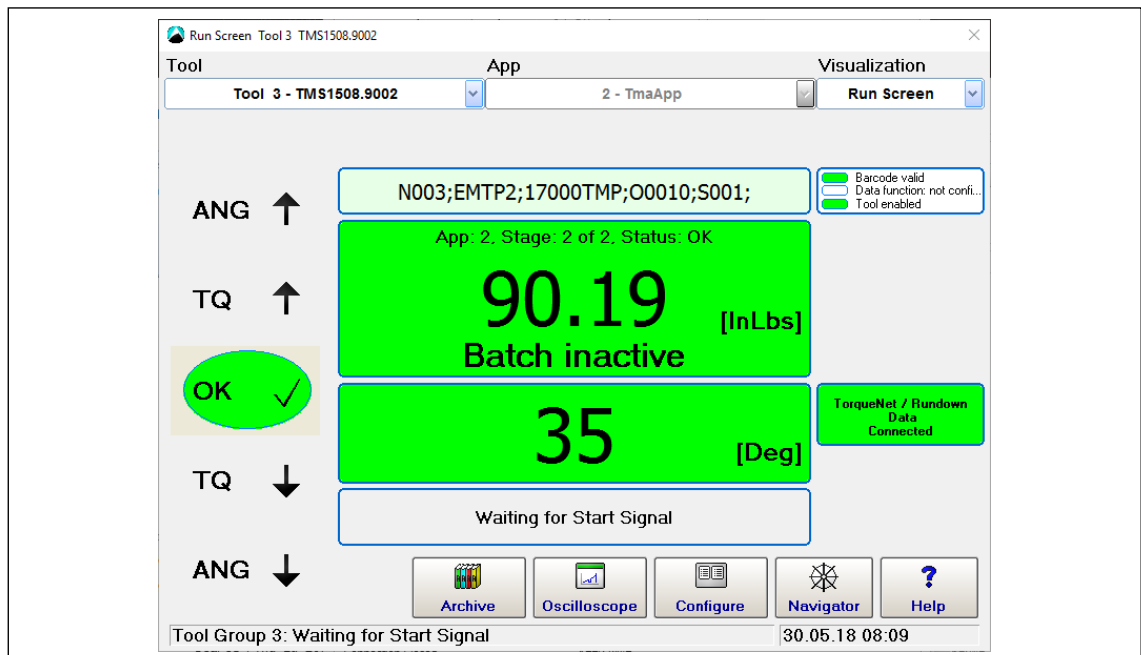 Run Screen Tool 3 TMS1508.9002
Tool App Visualization
Tool 3 - TMS1508.9002 2 - TmaApp Run Screen
N003;EMTP2;17000TMP;O0010;S001;
Barcode valid
Data function: not confi...
Tool enabled
ANG
App: 2, Stage: 2 of 2, Status: OK
TQ
90.19 [InLbs]
Batch inactive
OK
35 [Deg]
TorqueNet / Rundown
Data
Connected
TQ
Waiting for Start Signal
ANG
Archive Oscilloscope Configure Navigator Help
Tool Group 3: Waiting for Start Signal 30.05.18 08:09